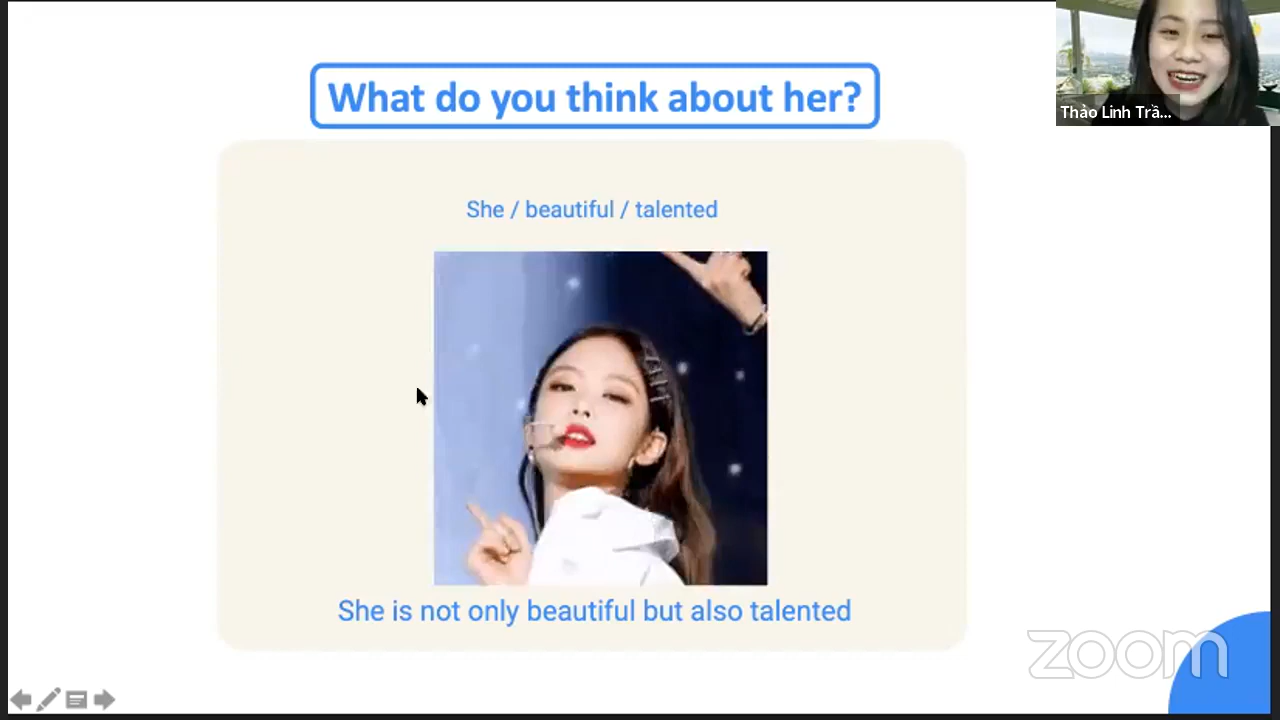 What do you think about her?
Thảo Linh Trầ...
She / beautiful / talented
She is not only beautiful but also talented
zoom